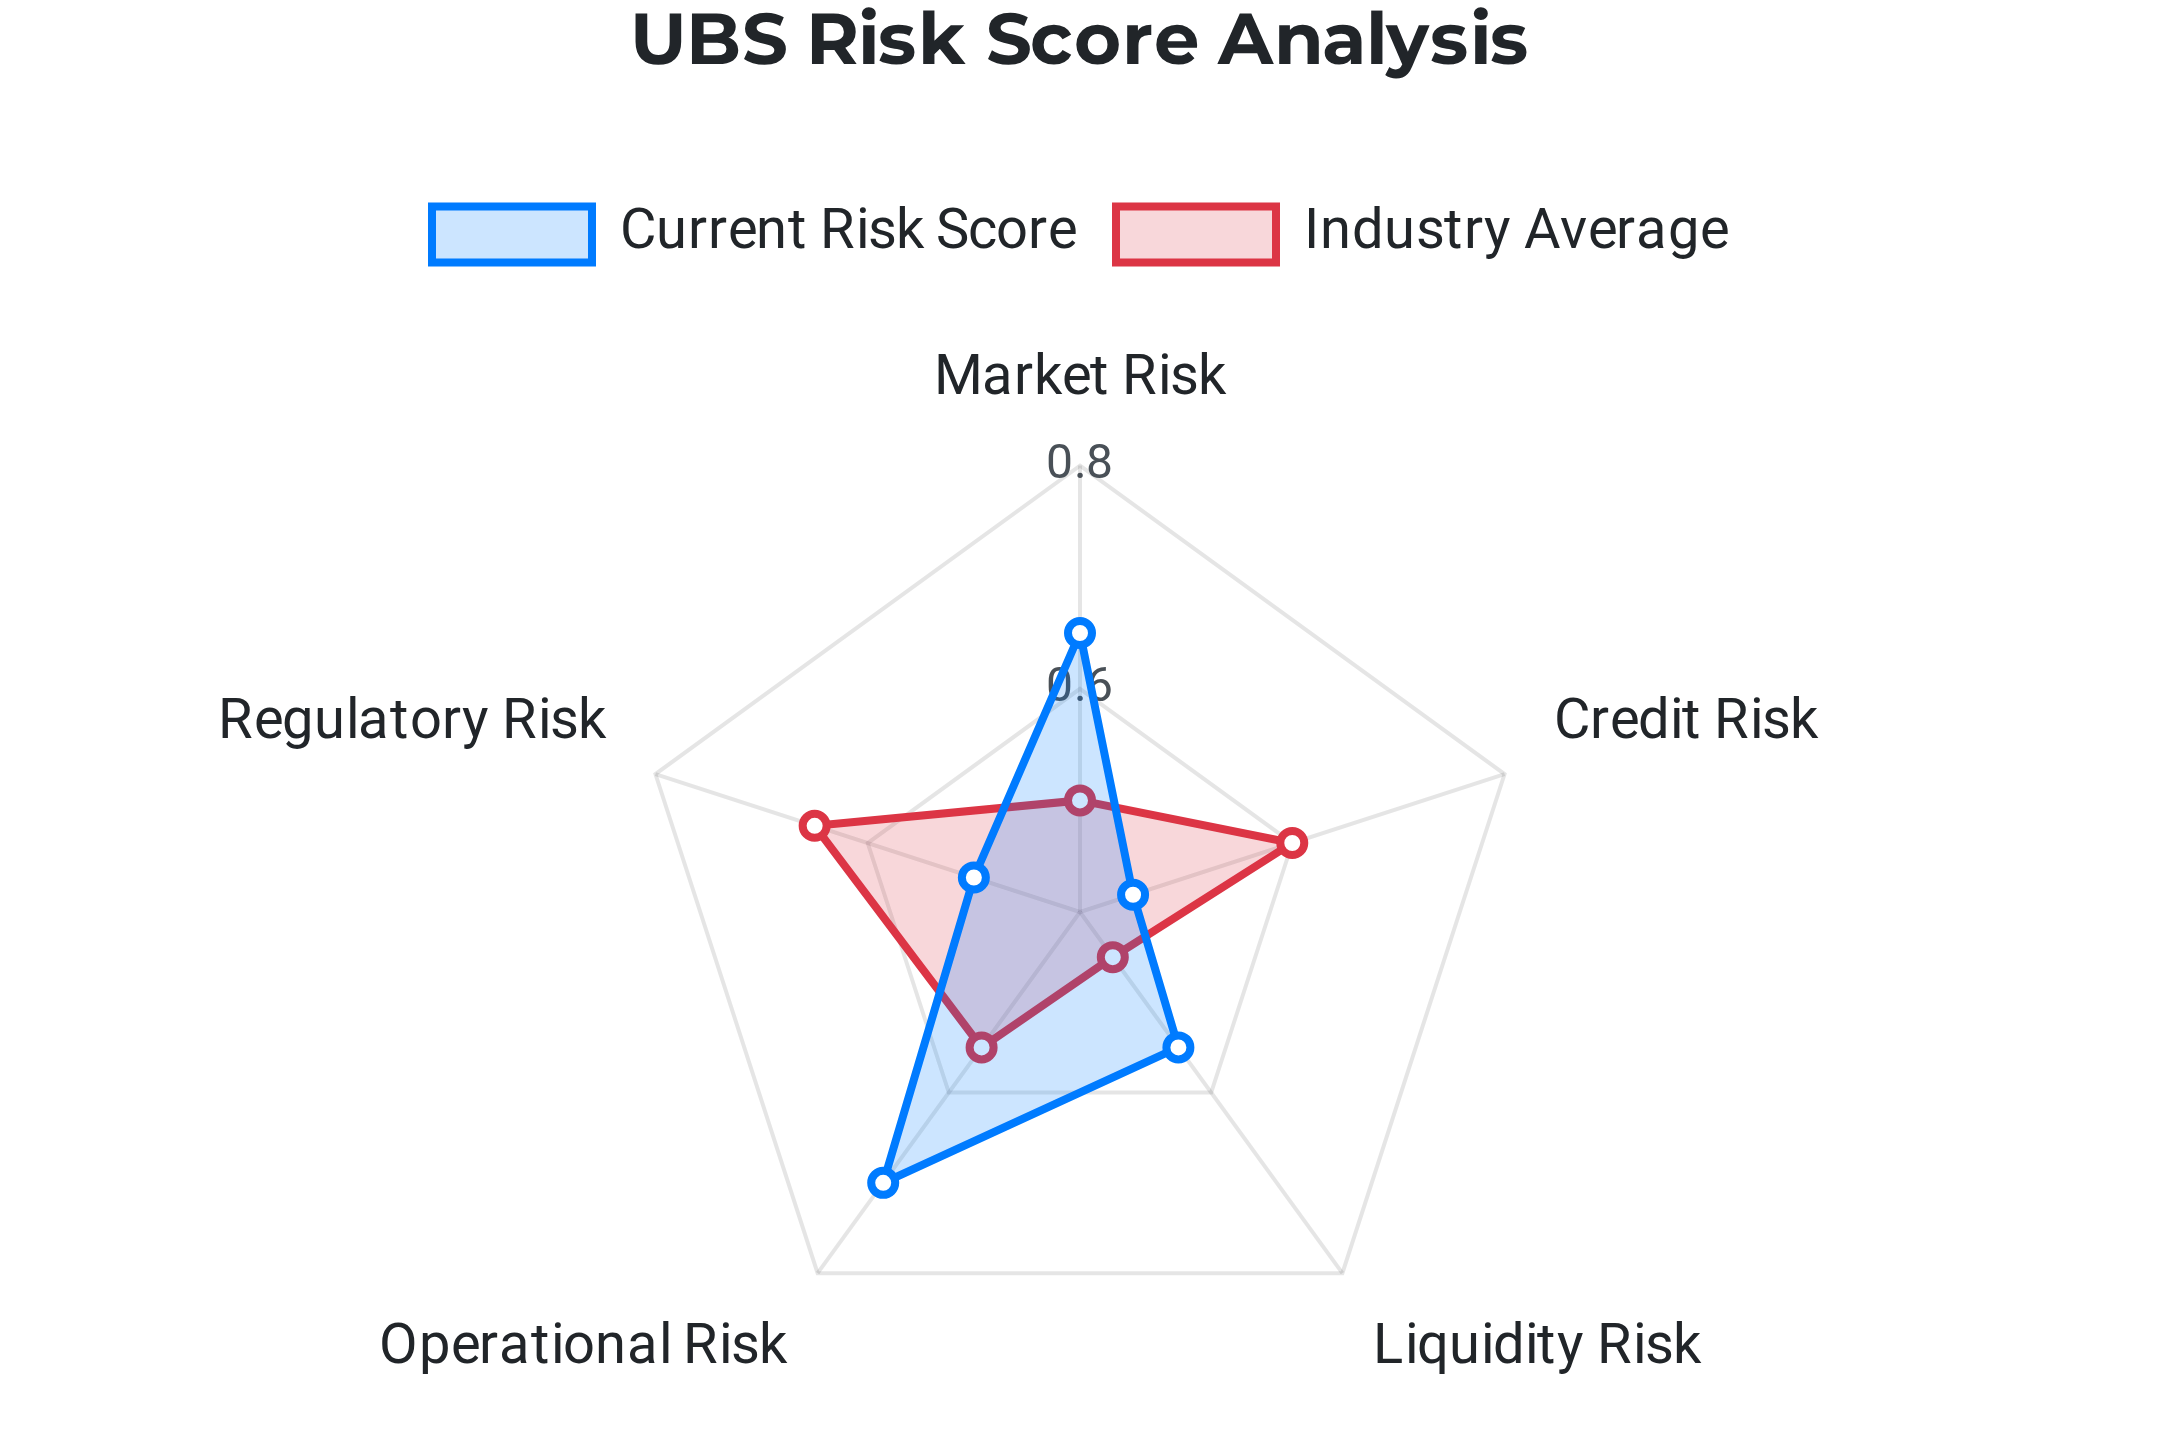 UBS Risk Score Analysis
Current Risk Score Industry Average
Market Risk
0.8
0.6
Regulatory Risk Credit Risk
Operational Risk Liquidity Risk